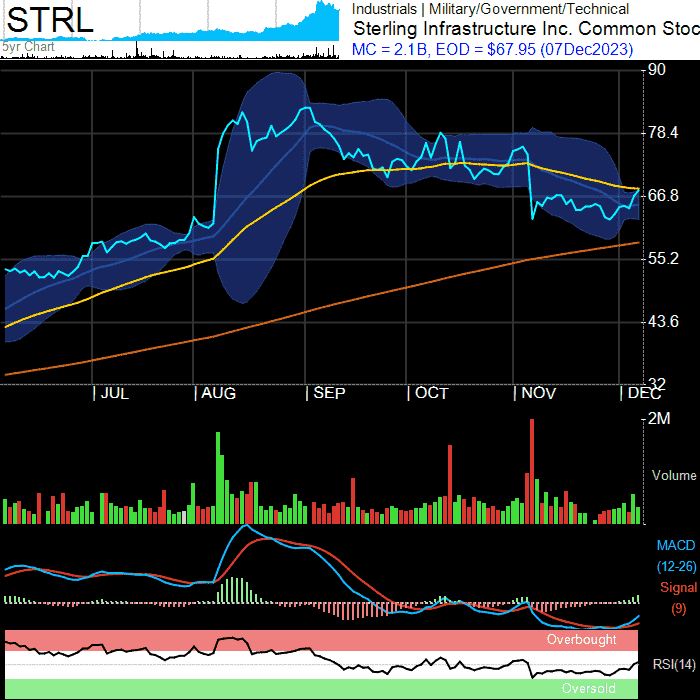 STRL
5yr Chart
Industrials | Military/Government/Technical
Sterling Infrastructure Inc. Common Stoc
MC = 2.1B, EOD = $67.95 (07Dec2023)
90
78.4
66.8
55.2
43.6
32
JUL AUG SEP OCT NOV DEC
2M
Volume
MACD
(12-26)
Signal
(9)
Overbought
RSI(14)
Oversold